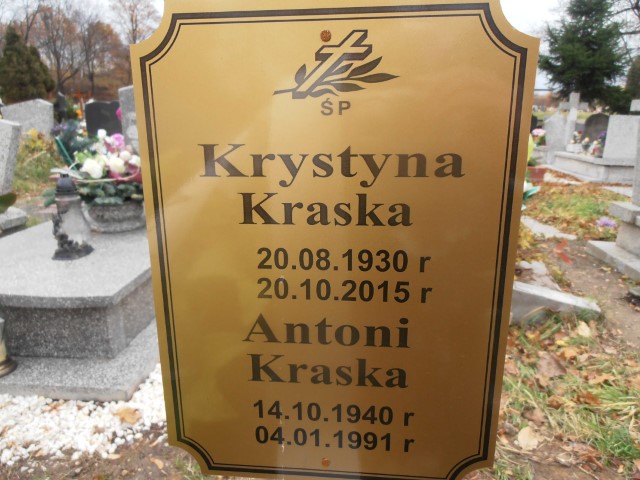 ŚP
Krystyna
Kraska
20.08.1930 r
20.10.2015 r
Antoni
Kraska
14.10.1940 r
04.01.1991 r